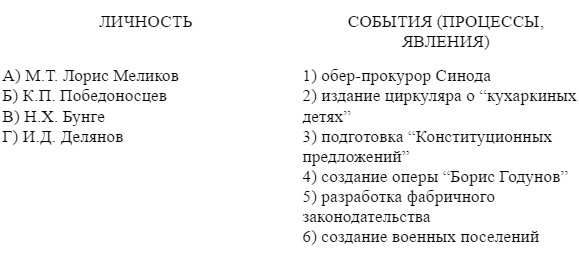 ЛИЧНОСТЬ
А) М.Т. Лорис Меликов
Б) К.П. Победоносцев
В) Н.Х. Бунге
Г) И.Д. Делянов
СОБЫТИЯ (ПРОЦЕССЫ,
ЯВЛЕНИЯ)
1) обер-прокурор Синода
2) издание циркуляра о “кухаркиных
детях”
3) подготовка “Конституционных
предложений”
4) создание оперы “Борис Годунов”
5) разработка фабричного
законодательства
6) создание военных поселений